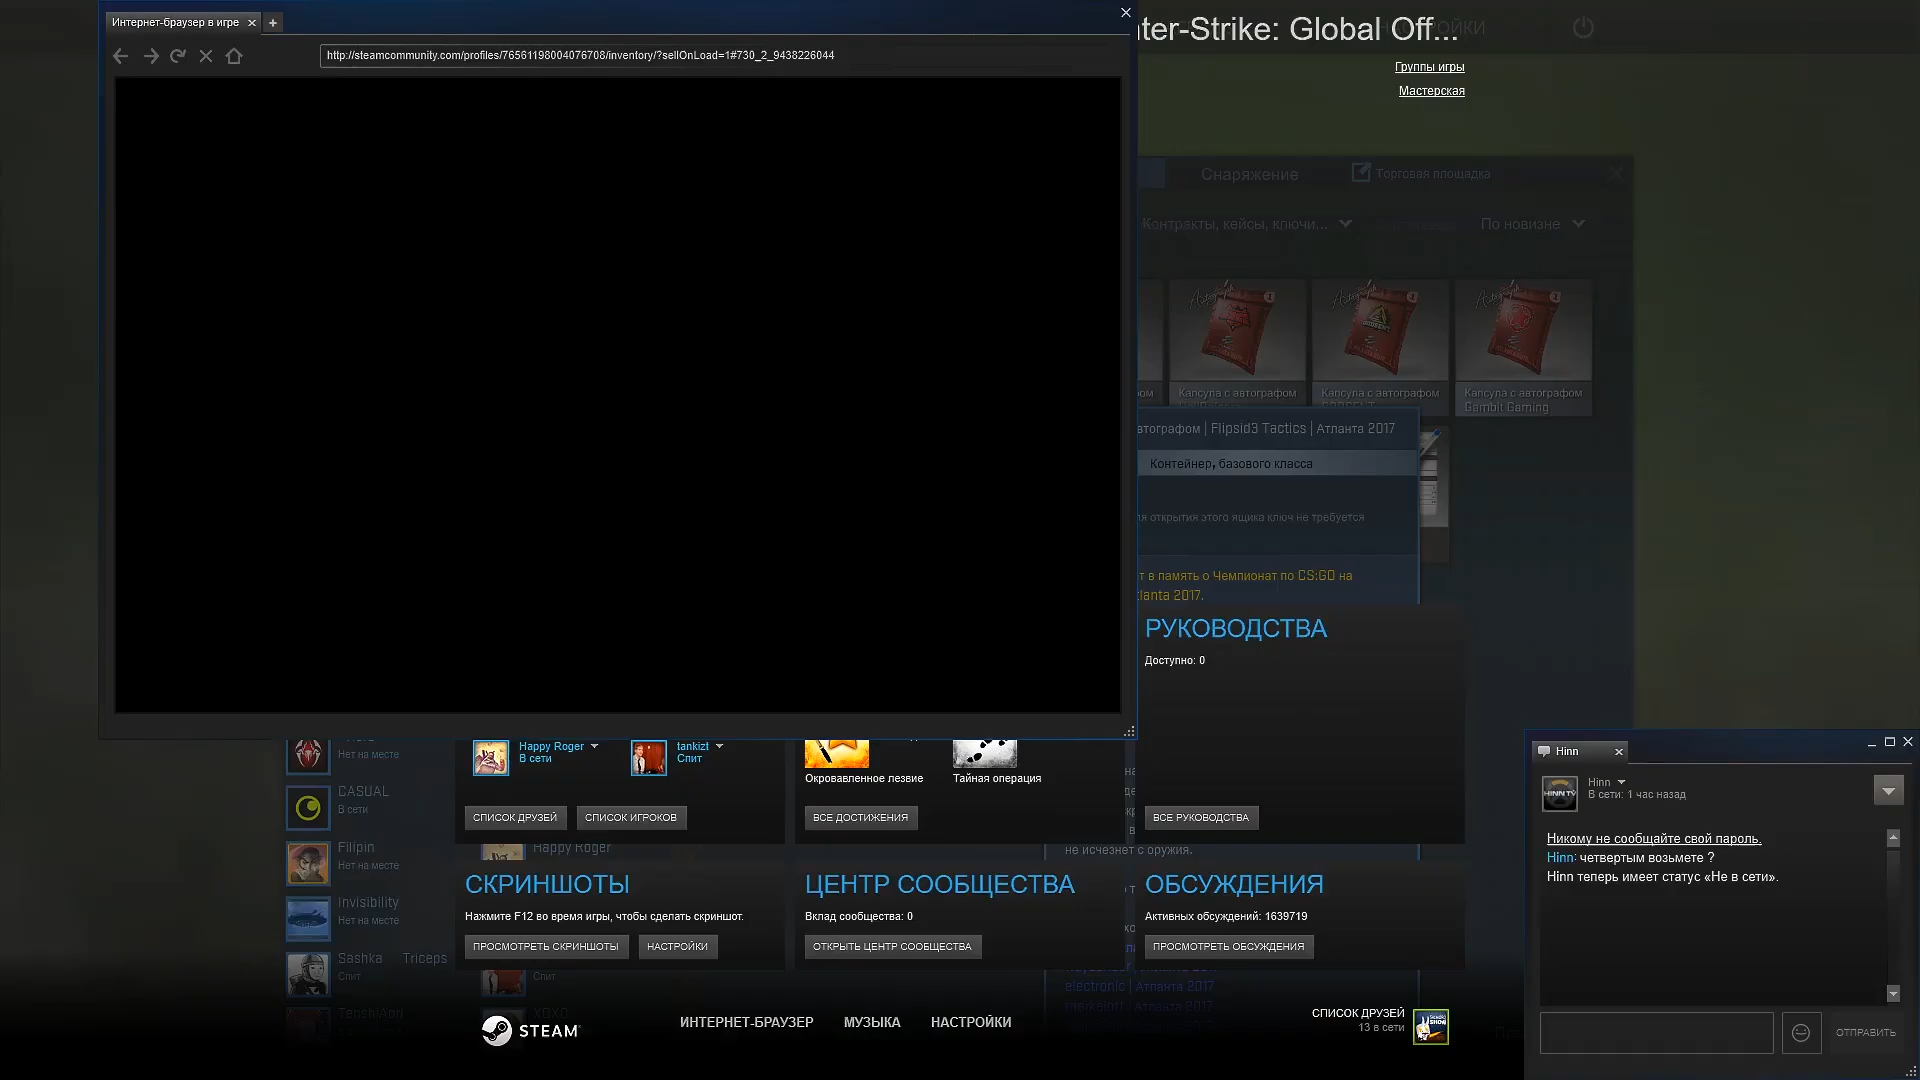 Интернет-браузер в игре
http://steamcommunity.com/profiles/76561198004076708/inventory/?sellOnLoad=1#730_2_9438226044
nter-Strike: Global Off...
Группы игры
Мастерская
Снаряжение
Торговая площадка
Контракты, кейсы, ключи...
По новизне
Капсула с автографом
Капсула с автографом
Капсула с автографом
Gambit Gaming
втографом | Flipsid3 Tactics | Атланта 2017
Контейнер, базового класса
ля открытия этого ящика ключ не требуется
т в память о Чемпионат по CS:GO на
tlanta 2017.
РУКОВОДСТВА
Доступно: 0
ВСЕ РУКОВОДСТВА
Нет на месте
CASUAL
В сети
Filipin
Нет на месте
Invisibility
Нет на месте
Sashka Triceps
Спит
TenshiAori
Happy Roger
В сети
tankizt
Спит
СПИСОК ДРУЗЕЙ
СПИСОК ИГРОКОВ
Окровавленное лезвие
Тайная операция
ВСЕ ДОСТИЖЕНИЯ
Happy Roger
не исчезнет с оружия.
СКРИНШОТЫ
Нажмите F12 во время игры, чтобы сделать скриншот.
ПРОСМОТРЕТЬ СКРИНШОТЫ
НАСТРОЙКИ
Спит
XOXO
ЦЕНТР СООБЩЕСТВА
Вклад сообщества: 0
ОТКРЫТЬ ЦЕНТР СООБЩЕСТВА
ОБСУЖДЕНИЯ
Активных обсуждений: 1639719
ПРОСМОТРЕТЬ ОБСУЖДЕНИЯ
electronic | Атланта 2017
STEAM
ИНТЕРНЕТ-БРАУЗЕР
МУЗЫКА
НАСТРОЙКИ
СПИСОК ДРУЗЕЙ
13 в сети
Hinn
HINN TV
Hinn
В сети: 1 час назад
Никому не сообщайте свой пароль.
Hinn: четвертым возьмете ?
Hinn теперь имеет статус «Не в сети».
ОТПРАВИТЬ